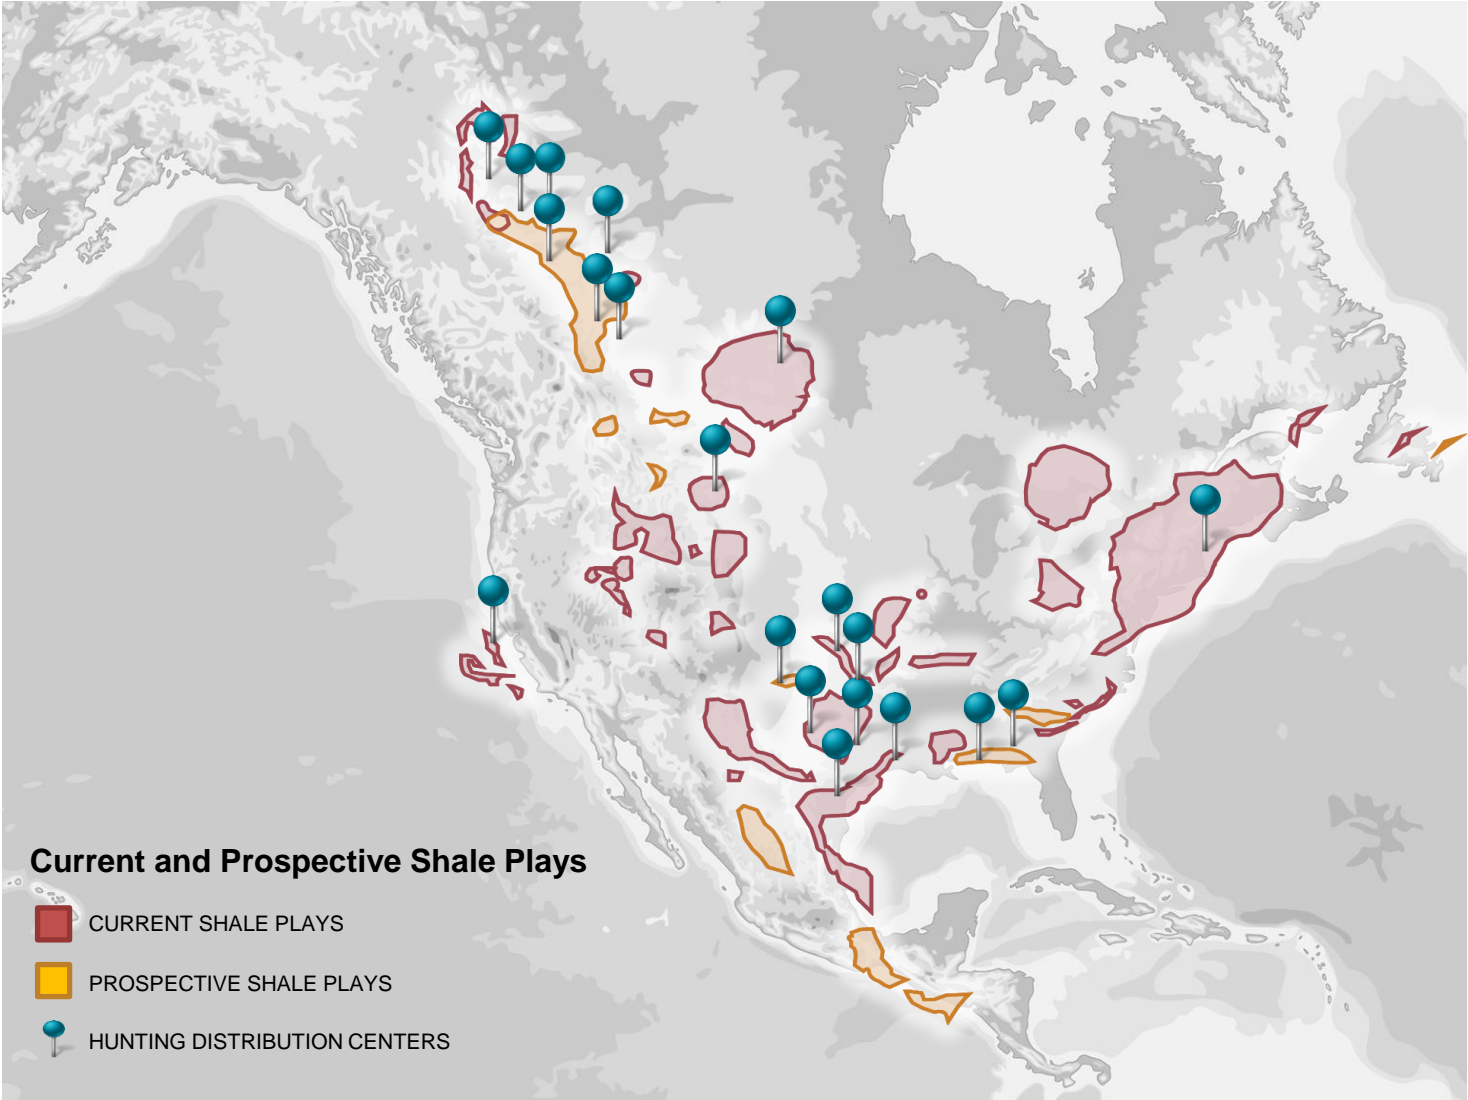 Current and Prospective Shale Plays
CURRENT SHALE PLAYS
PROSPECTIVE SHALE PLAYS
HUNTING DISTRIBUTION CENTERS